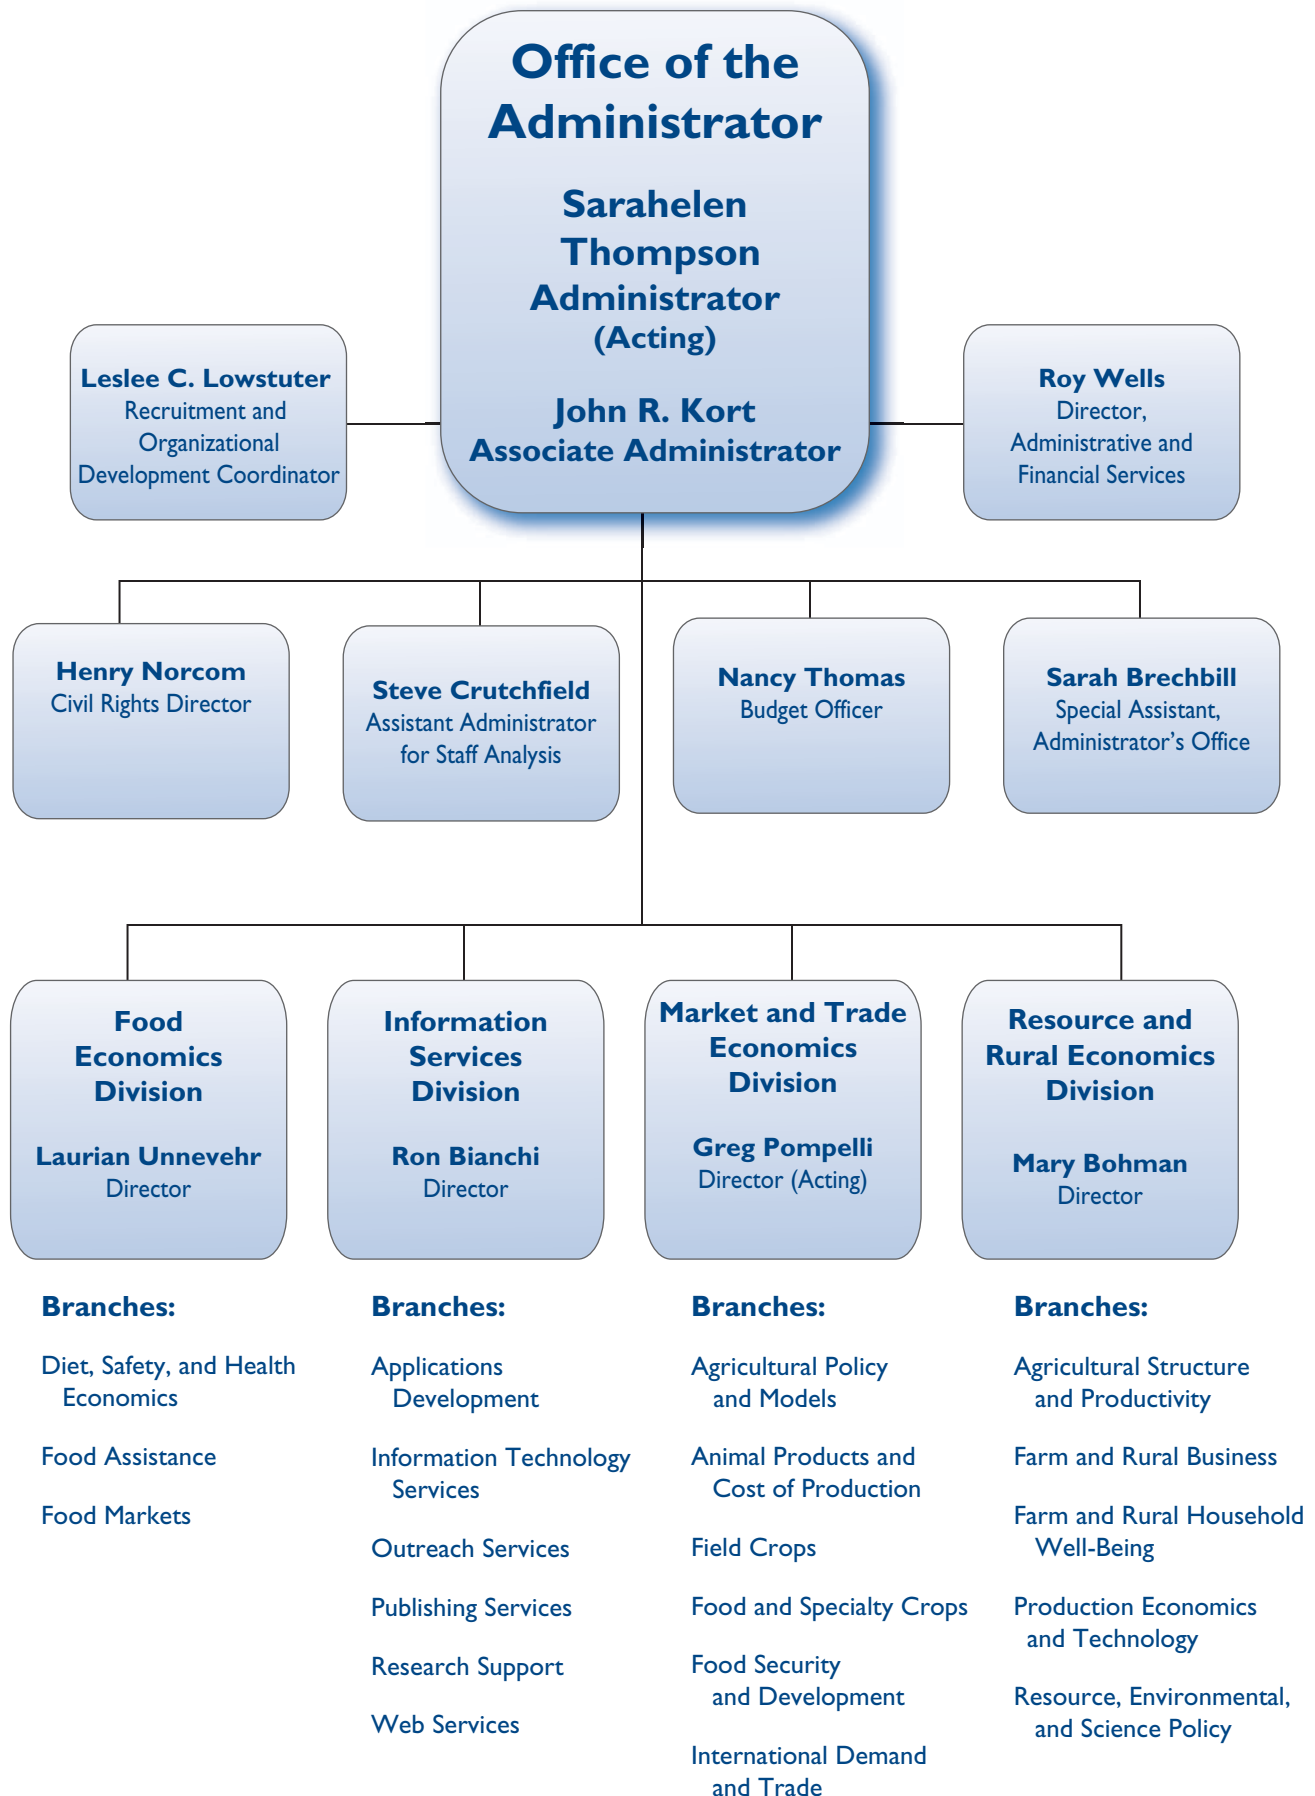 Office of the
Administrator
Sarahelen
Thompson
Administrator
(Acting)
John R. Kort
Associate Administrator
Leslee C. Lowstuter
Recruitment and
Organizational
Development Coordinator
Roy Wells
Director,
Administrative and
Financial Services
Henry Norcom
Civil Rights Director
Steve Crutchfield
Assistant Administrator
for Staff Analysis
Nancy Thomas
Budget Officer
Sarah Brechbill
Special Assistant,
Administrator’s Office
Food
Economics
Division
Laurian Unnevehr
Director
Information
Services
Division
Ron Bianchi
Director
Market and Trade
Economics
Division
Greg Pompelli
Director (Acting)
Resource and
Rural Economics
Division
Mary Bohman
Director
Branches:
Diet, Safety, and Health
Economics
Food Assistance
Food Markets
Branches:
Applications
Development
Information Technology
Services
Outreach Services
Publishing Services
Research Support
Web Services
Branches:
Agricultural Policy
and Models
Animal Products and
Cost of Production
Field Crops
Food and Specialty Crops
Food Security
and Development
International Demand
and Trade
Branches:
Agricultural Structure
and Productivity
Farm and Rural Business
Farm and Rural Household
Well-Being
Production Economics
and Technology
Resource, Environmental,
and Science Policy